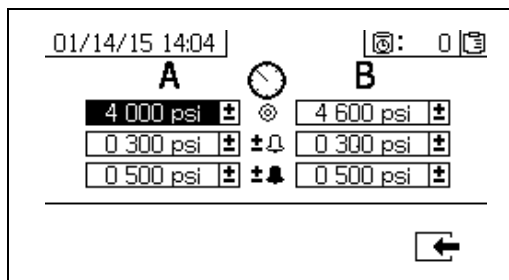 01/14/15 14:04 : 0
A B
4 000 psi ± 4 600 psi ±
0 300 psi ± ± 0 300 psi ±
0 500 psi ± ± 0 500 psi ±